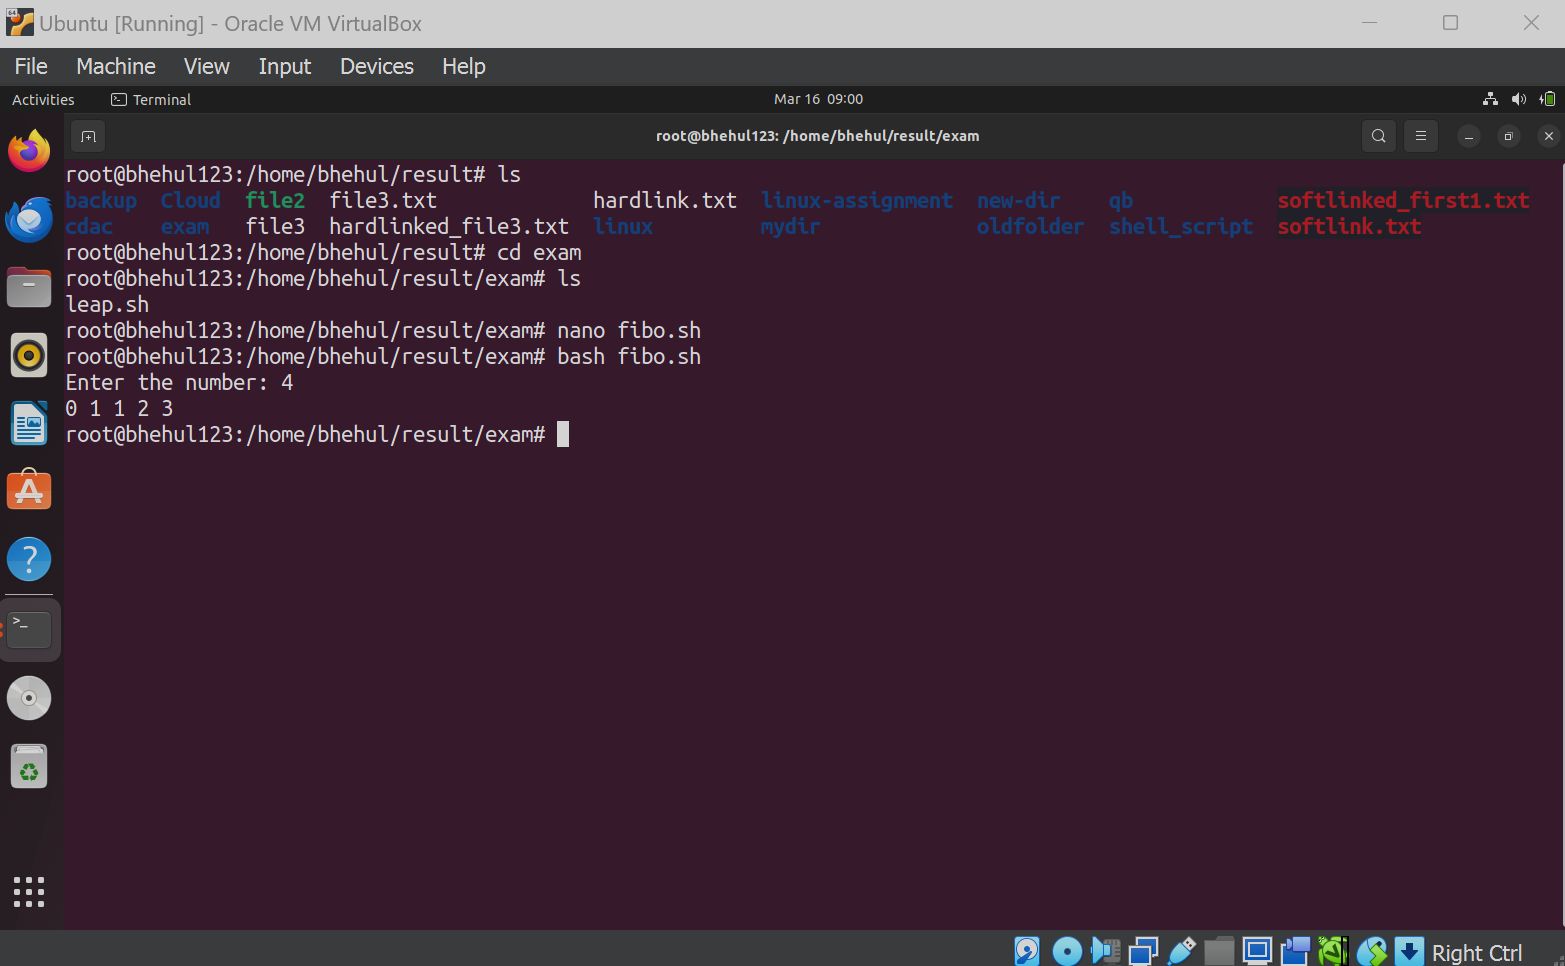 Ubuntu [Running] - Oracle VM VirtualBox
File Machine View Input Devices Help
Activities Terminal Mar 16 09:00
root@bhehul123: /home/bhehul/result/exam
root@bhehul123:/home/bhehul/result# ls
backup Cloud file2 file3.txt hardlink.txt linux-assignment new-dir qb softlinked_first1.txt
cdac exam file3 hardlinked_file3.txt linux mydir oldfolder shell_script softlink.txt
root@bhehul123:/home/bhehul/result# cd exam
root@bhehul123:/home/bhehul/result/exam# ls
leap.sh
root@bhehul123:/home/bhehul/result/exam# nano fibo.sh
root@bhehul123:/home/bhehul/result/exam# bash fibo.sh
Enter the number: 4
0 1 1 2 3
root@bhehul123:/home/bhehul/result/exam#
Right Ctrl